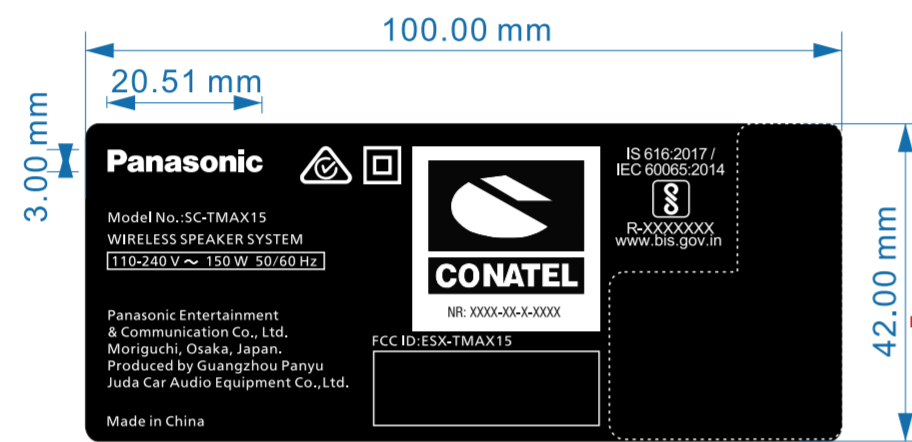 100.00 mm
20.51 mm
3.00 mm
42.00 mm
Panasonic
Model No.:SC-TMAX15
WIRELESS SPEAKER SYSTEM
110-240 V ~ 150 W 50/60 Hz
Panasonic Entertainment
& Communication Co., Ltd.
Moriguchi, Osaka, Japan.
Produced by Guangzhou Panyu
Juda Car Audio Equipment Co.,Ltd.
Made in China
CONATEL
NR: XXXX-XX-X-XXXX
FCC ID:ESX-TMAX15
IS 616:2017 /
IEC 60065:2014
R-XXXXXXX
www.bis.gov.in